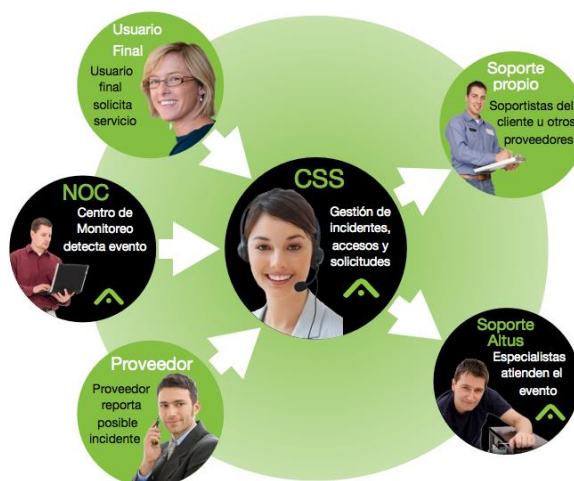 Usuario
Final
Usuario
final
solicita
servicio
NOC
Centro de
Monitoreo
detecta evento
Proveedor
Proveedor
reporta
posible
incidente
CSS
Gestión de
incidentes,
accesos y
solicitudes
Soporte
propio
Soportistas del
cliente u otros
proveedores
Soporte
Altus
Especialistas
atienden el
evento